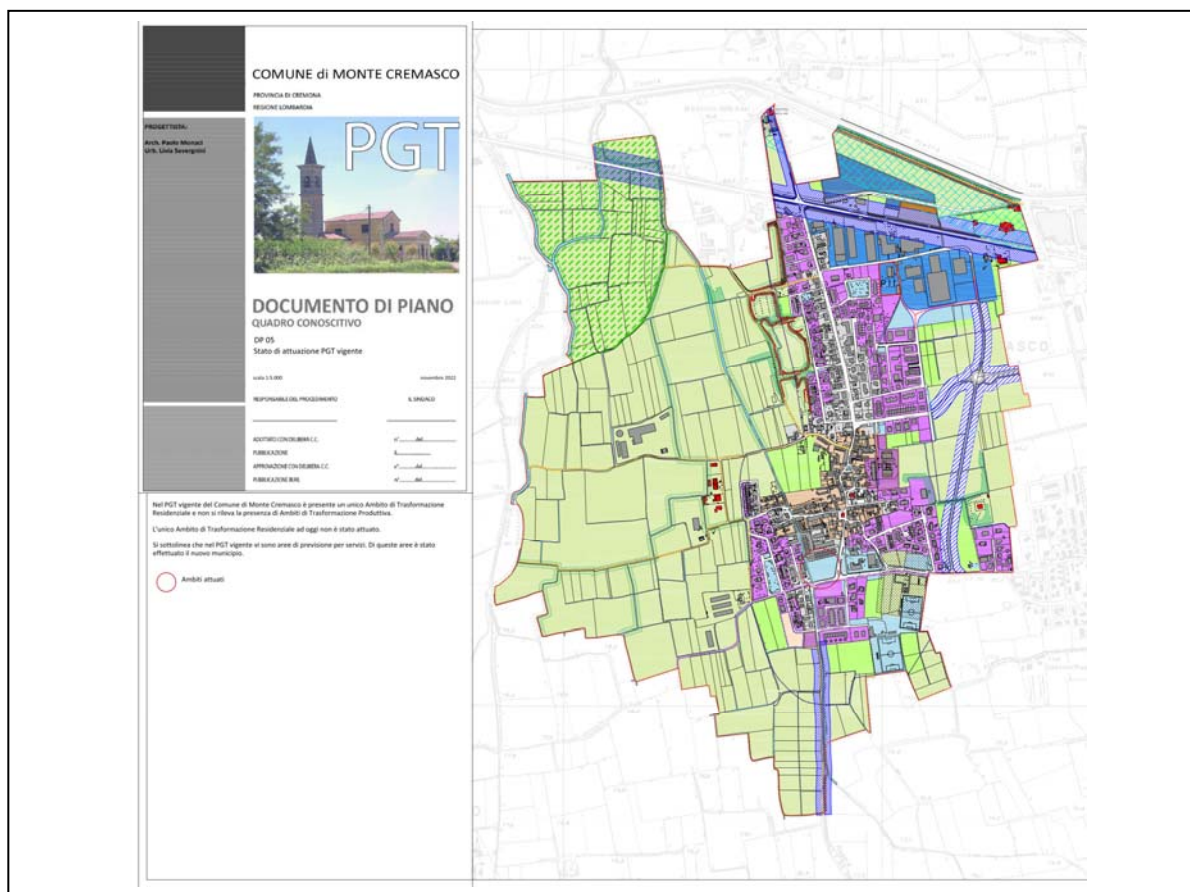 COMUNE di MONTE CREMASCO
PROVINCIA DI CREMONA
REGIONE LOMBARDIA
PROGETTISTA:
Arch. Paolo Monaci
Urb. Livia Severgnini
PGT
DOCUMENTO DI PIANO
QUADRO CONOSCITIVO
DP 05
Stato di attuazione PGT vigente
scala 1:5.000 novembre 2022
RESPONSABILE DEL PROCEDIMENTO IL SINDACO
ADOTTATO CON DELIBERA C.C. n°........del................
PUBBLICAZIONE
APPROVAZIONE CON DELIBERA C.C. n°........del................
PUBBLICAZIONE BURL n°........del................
Nel PGT vigente del Comune di Monte Cremasco è presente un unico Ambito di Trasformazione
Residenziale e non si rileva la presenza di Ambiti di Trasformazione Produttiva.
L'unico Ambito di Trasformazione Residenziale ad oggi non è stato attuato.
Si sottolinea che nel PGT vigente vi sono aree di previsione per servizi. Di queste aree è stato
effettuato il nuovo municipio.
Ambiti attuati